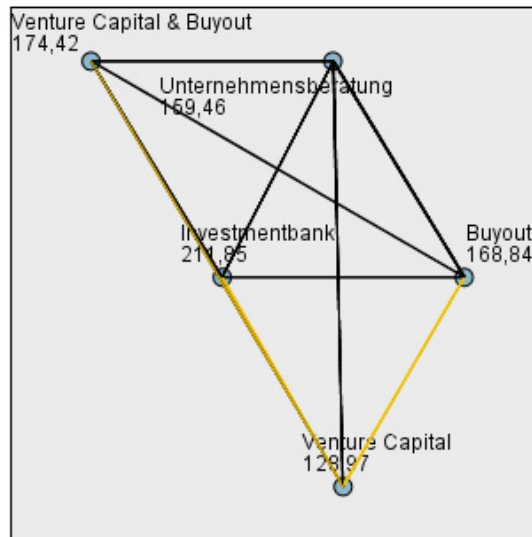 Venture Capital & Buyout
174,42
Unternehmensberatung
159,46
Investmentbank
211,85
Buyout
168,84
Venture Capital
128,97